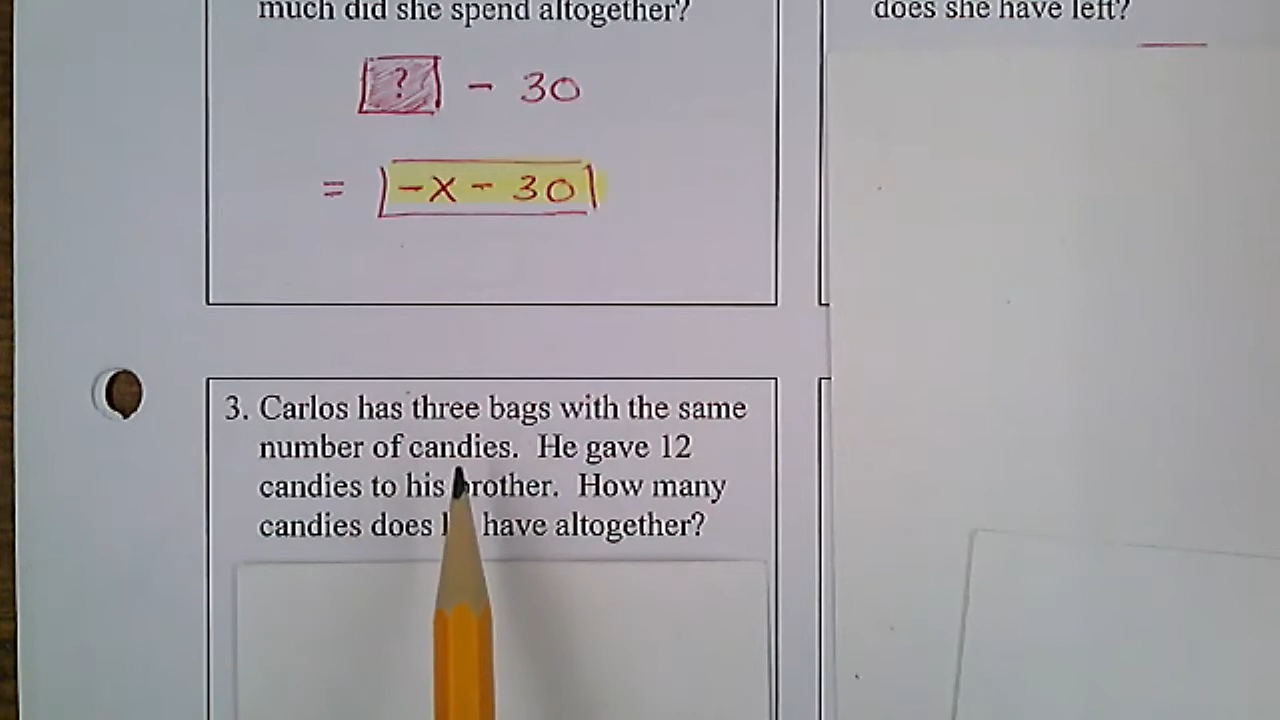 much did she spend altogether?
does she have left?
? - 30
= -x - 30
3. Carlos has three bags with the same
number of candies. He gave 12
candies to his brother. How many
candies does have altogether?